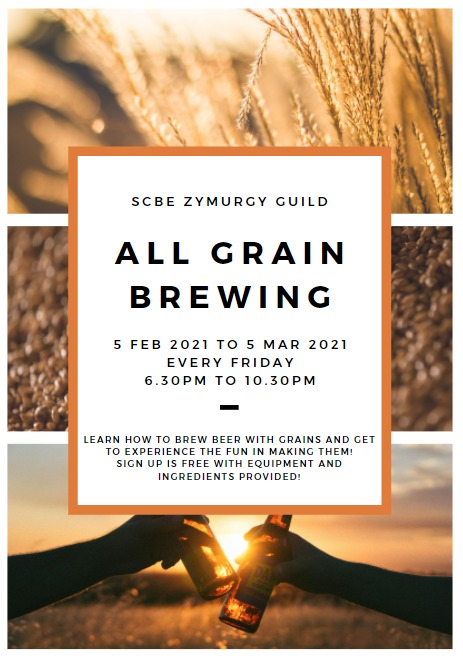 SCBE ZYMURGY GUILD
ALL GRAIN
BREWING
5 FEB 2021 TO 5 MAR 2021
EVERY FRIDAY
6.30PM TO 10.30PM
LEARN HOW TO BREW BEER WITH GRAINS AND GET
TO EXPERIENCE THE FUN IN MAKING THEM!
SIGN UP IS FREE WITH EQUIPMENT AND
INGREDIENTS PROVIDED!